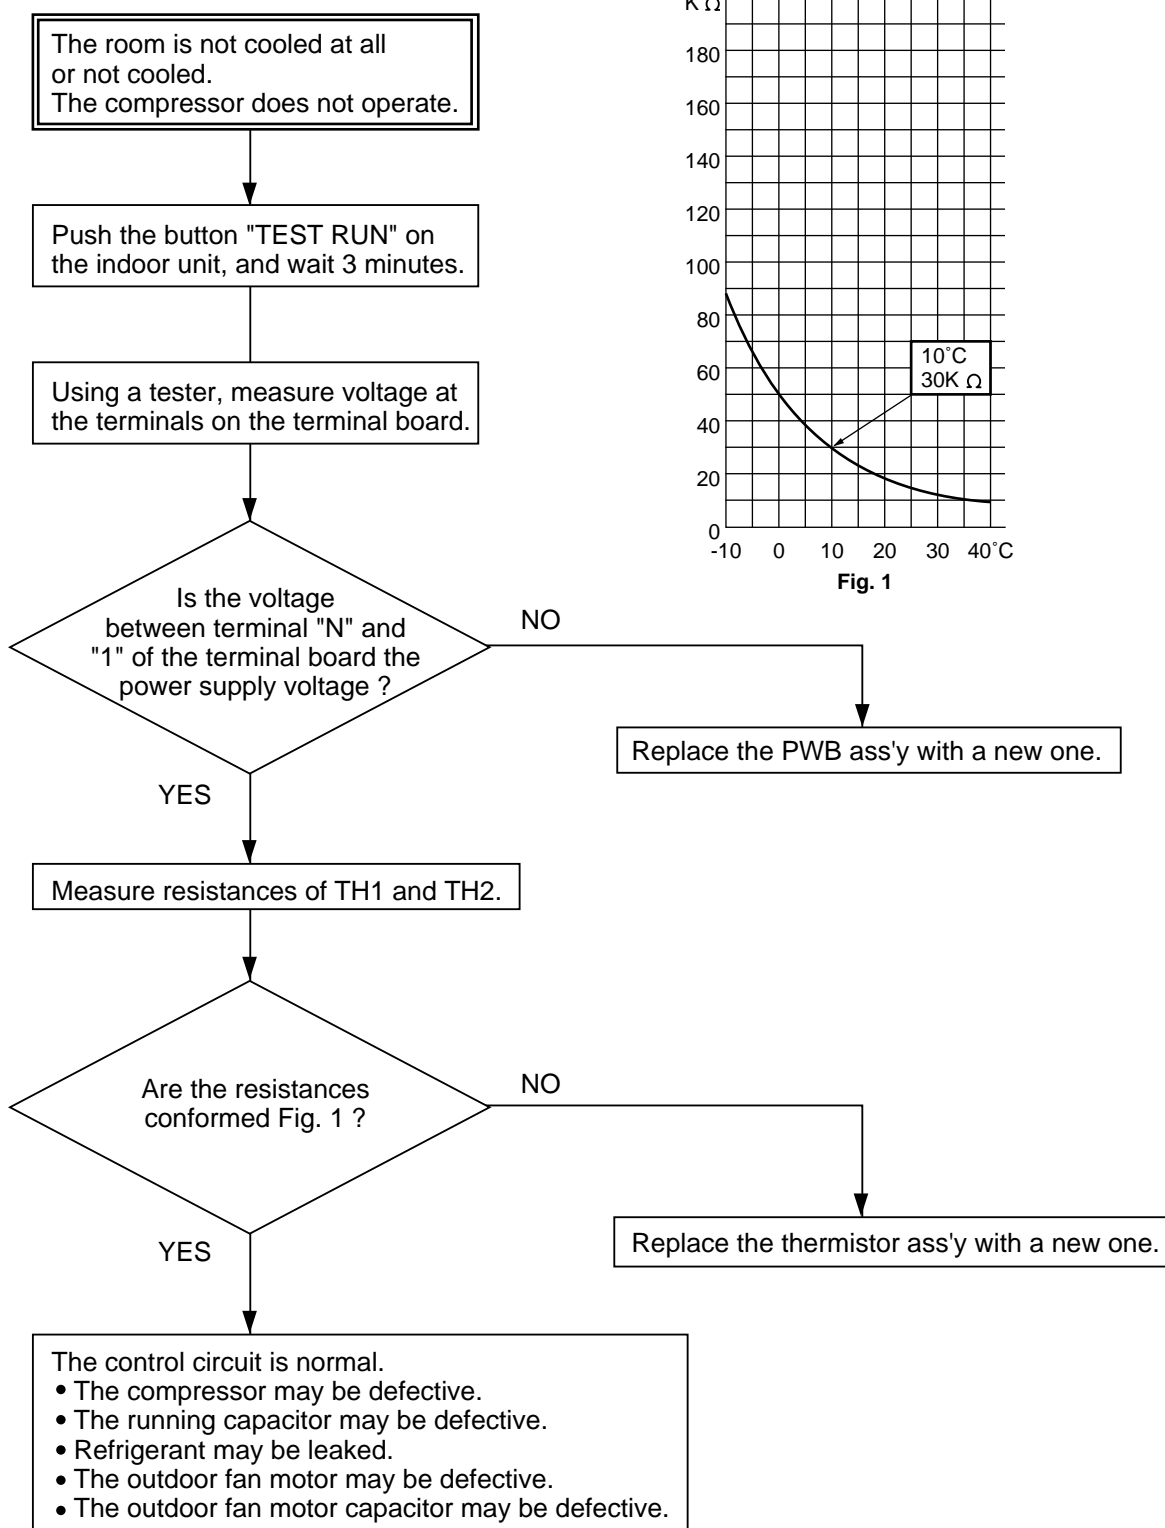 The room is not cooled at all
or not cooled.
The compressor does not operate.
Push the button "TEST RUN" on
the indoor unit, and wait 3 minutes.
Using a tester, measure voltage at
the terminals on the terminal board.
Is the voltage
between terminal "N" and
"1" of the terminal board the
power supply voltage ?
NO
Replace the PWB ass'y with a new one.
YES
Measure resistances of TH1 and TH2.
Are the resistances
conformed Fig. 1 ?
NO
Replace the thermistor ass'y with a new one.
YES
The control circuit is normal.
• The compressor may be defective.
• The running capacitor may be defective.
• Refrigerant may be leaked.
• The outdoor fan motor may be defective.
• The outdoor fan motor capacitor may be defective.
K Ω
180
160
140
120
100
80
60
40
20
0
-10 0 10 20 30 40˚C
10˚C
30K Ω
Fig. 1